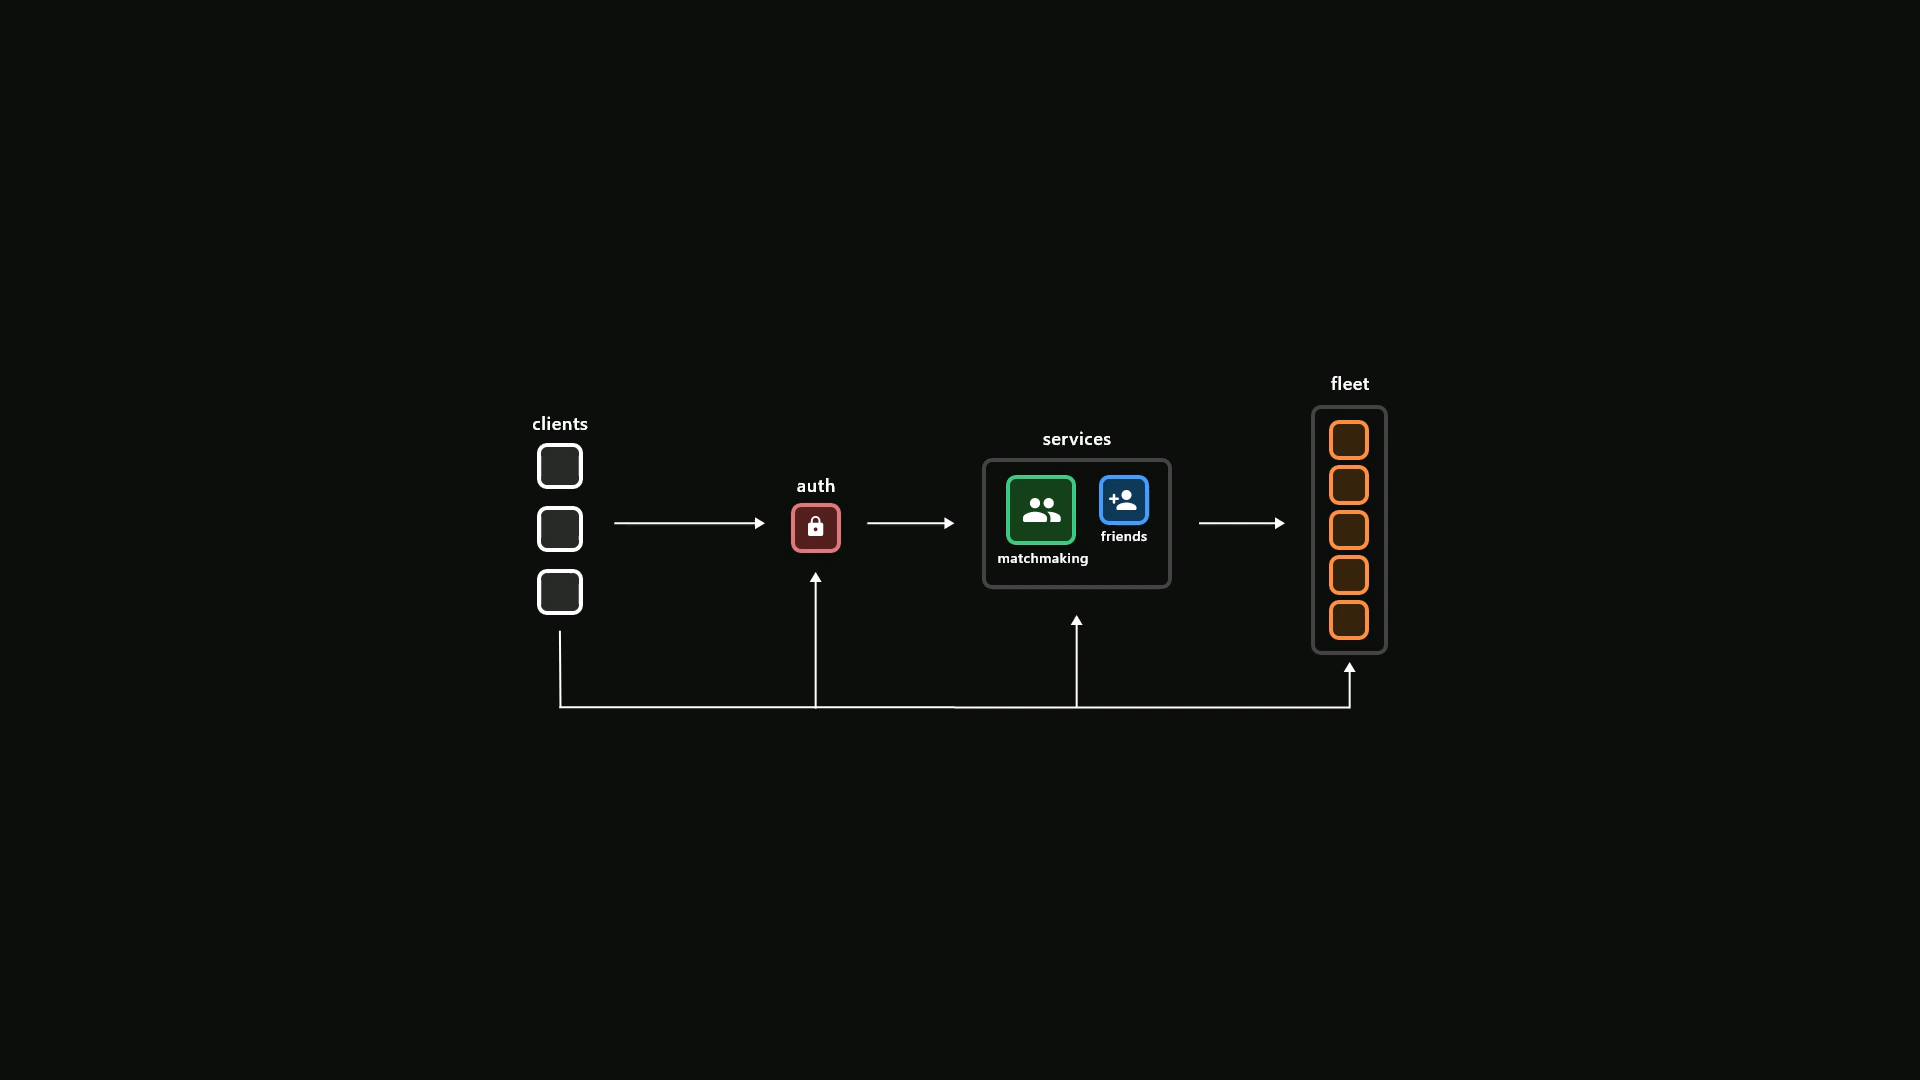 clients
auth
services
matchmaking
friends
fleet